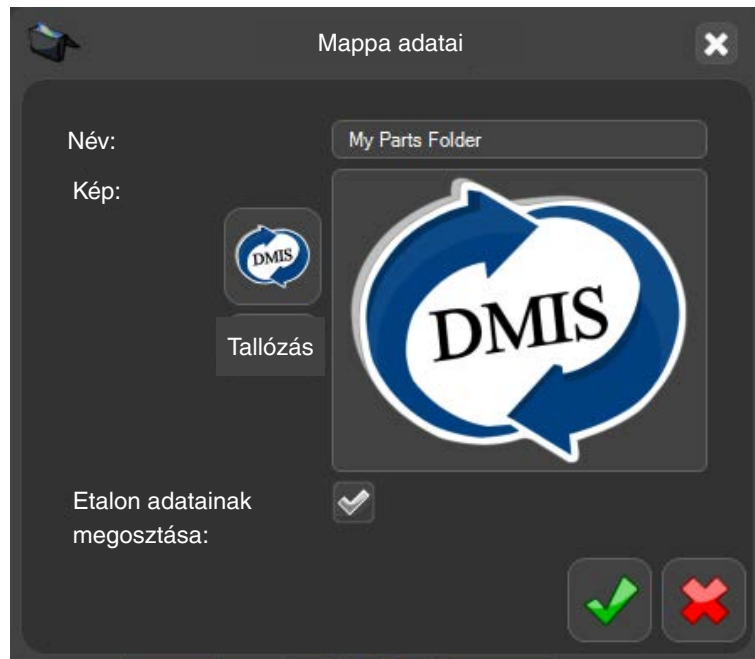 Mappa adatai
Név:
My Parts Folder
Kép:
DMIS
DMIS
Tallózás
Etalon adatainak
megosztása: